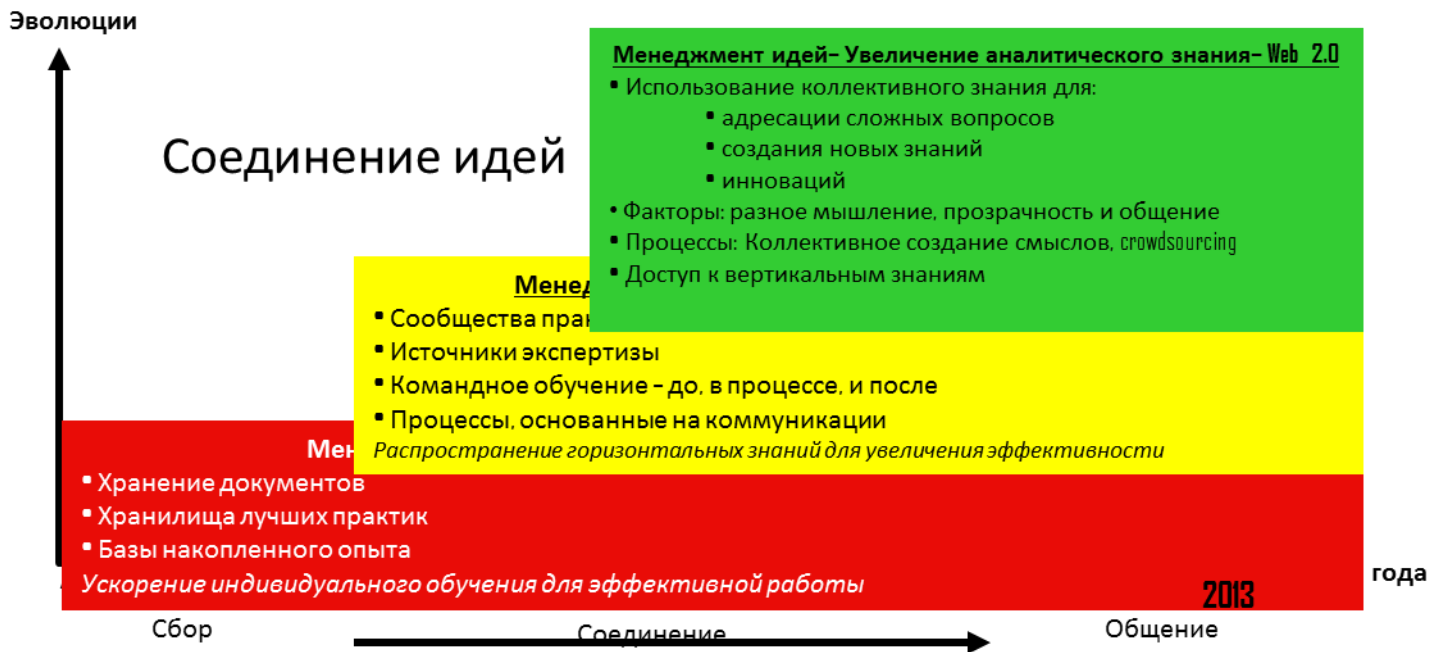 Эволюции
Соединение идей
Менеджмент идей– Увеличение аналитического знания– Web 2.0
▪ Использование коллективного знания для:
▪ адресации сложных вопросов
▪ создания новых знаний
▪ инноваций
• Факторы: разное мышление, прозрачность и общение
▪ Процессы: Коллективное создание смыслов, crowdsourcing
▪ Доступ к вертикальным знаниям
▪ Сообщества
▪ Источники экспертизы
▪ Командное обучение – до, в процессе, и после
▪ Процессы, основанные на коммуникации
Распространение горизонтальных знаний для увеличения эффективности
▪ Хранение документов
▪ Хранилища лучших практик
▪ Базы накопленного опыта
Ускорение индивидуального обучения для эффективной работы
2013
года
Сбор
Соединение
Общение